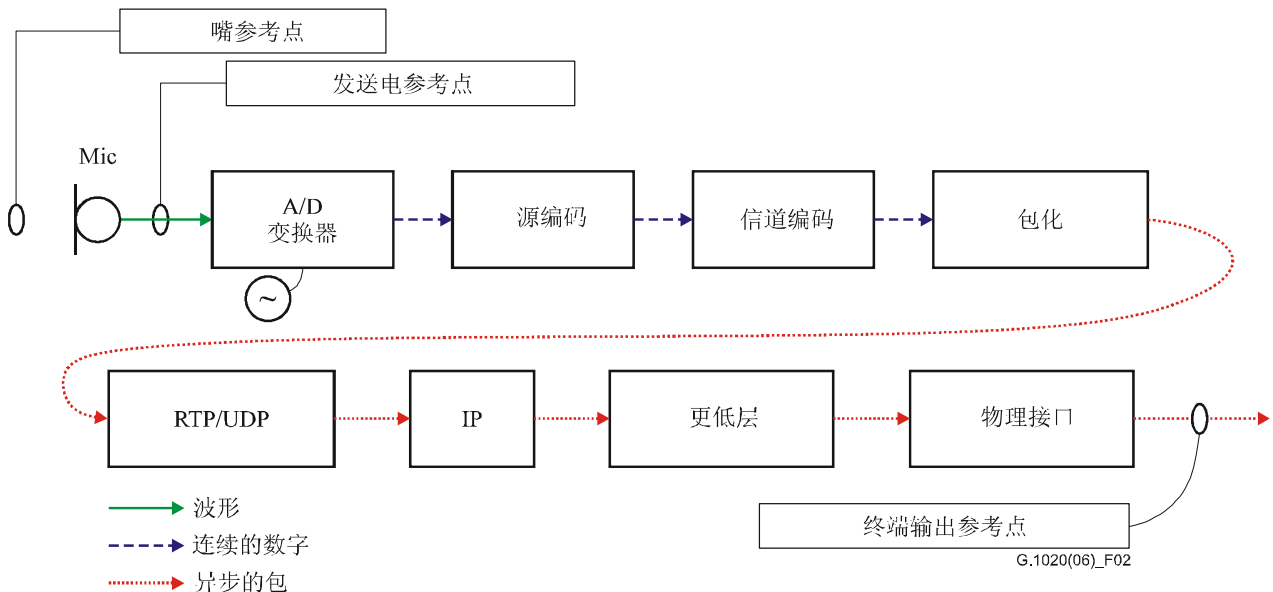 嘴参考点
发送电参考点
Mic
A/D
变换器
源编码
信道编码
包化
~
RTP/UDP
IP
更低层
物理接口
波形
连续的数字
异步的包
终端输出参考点
G.1020(06)_F02